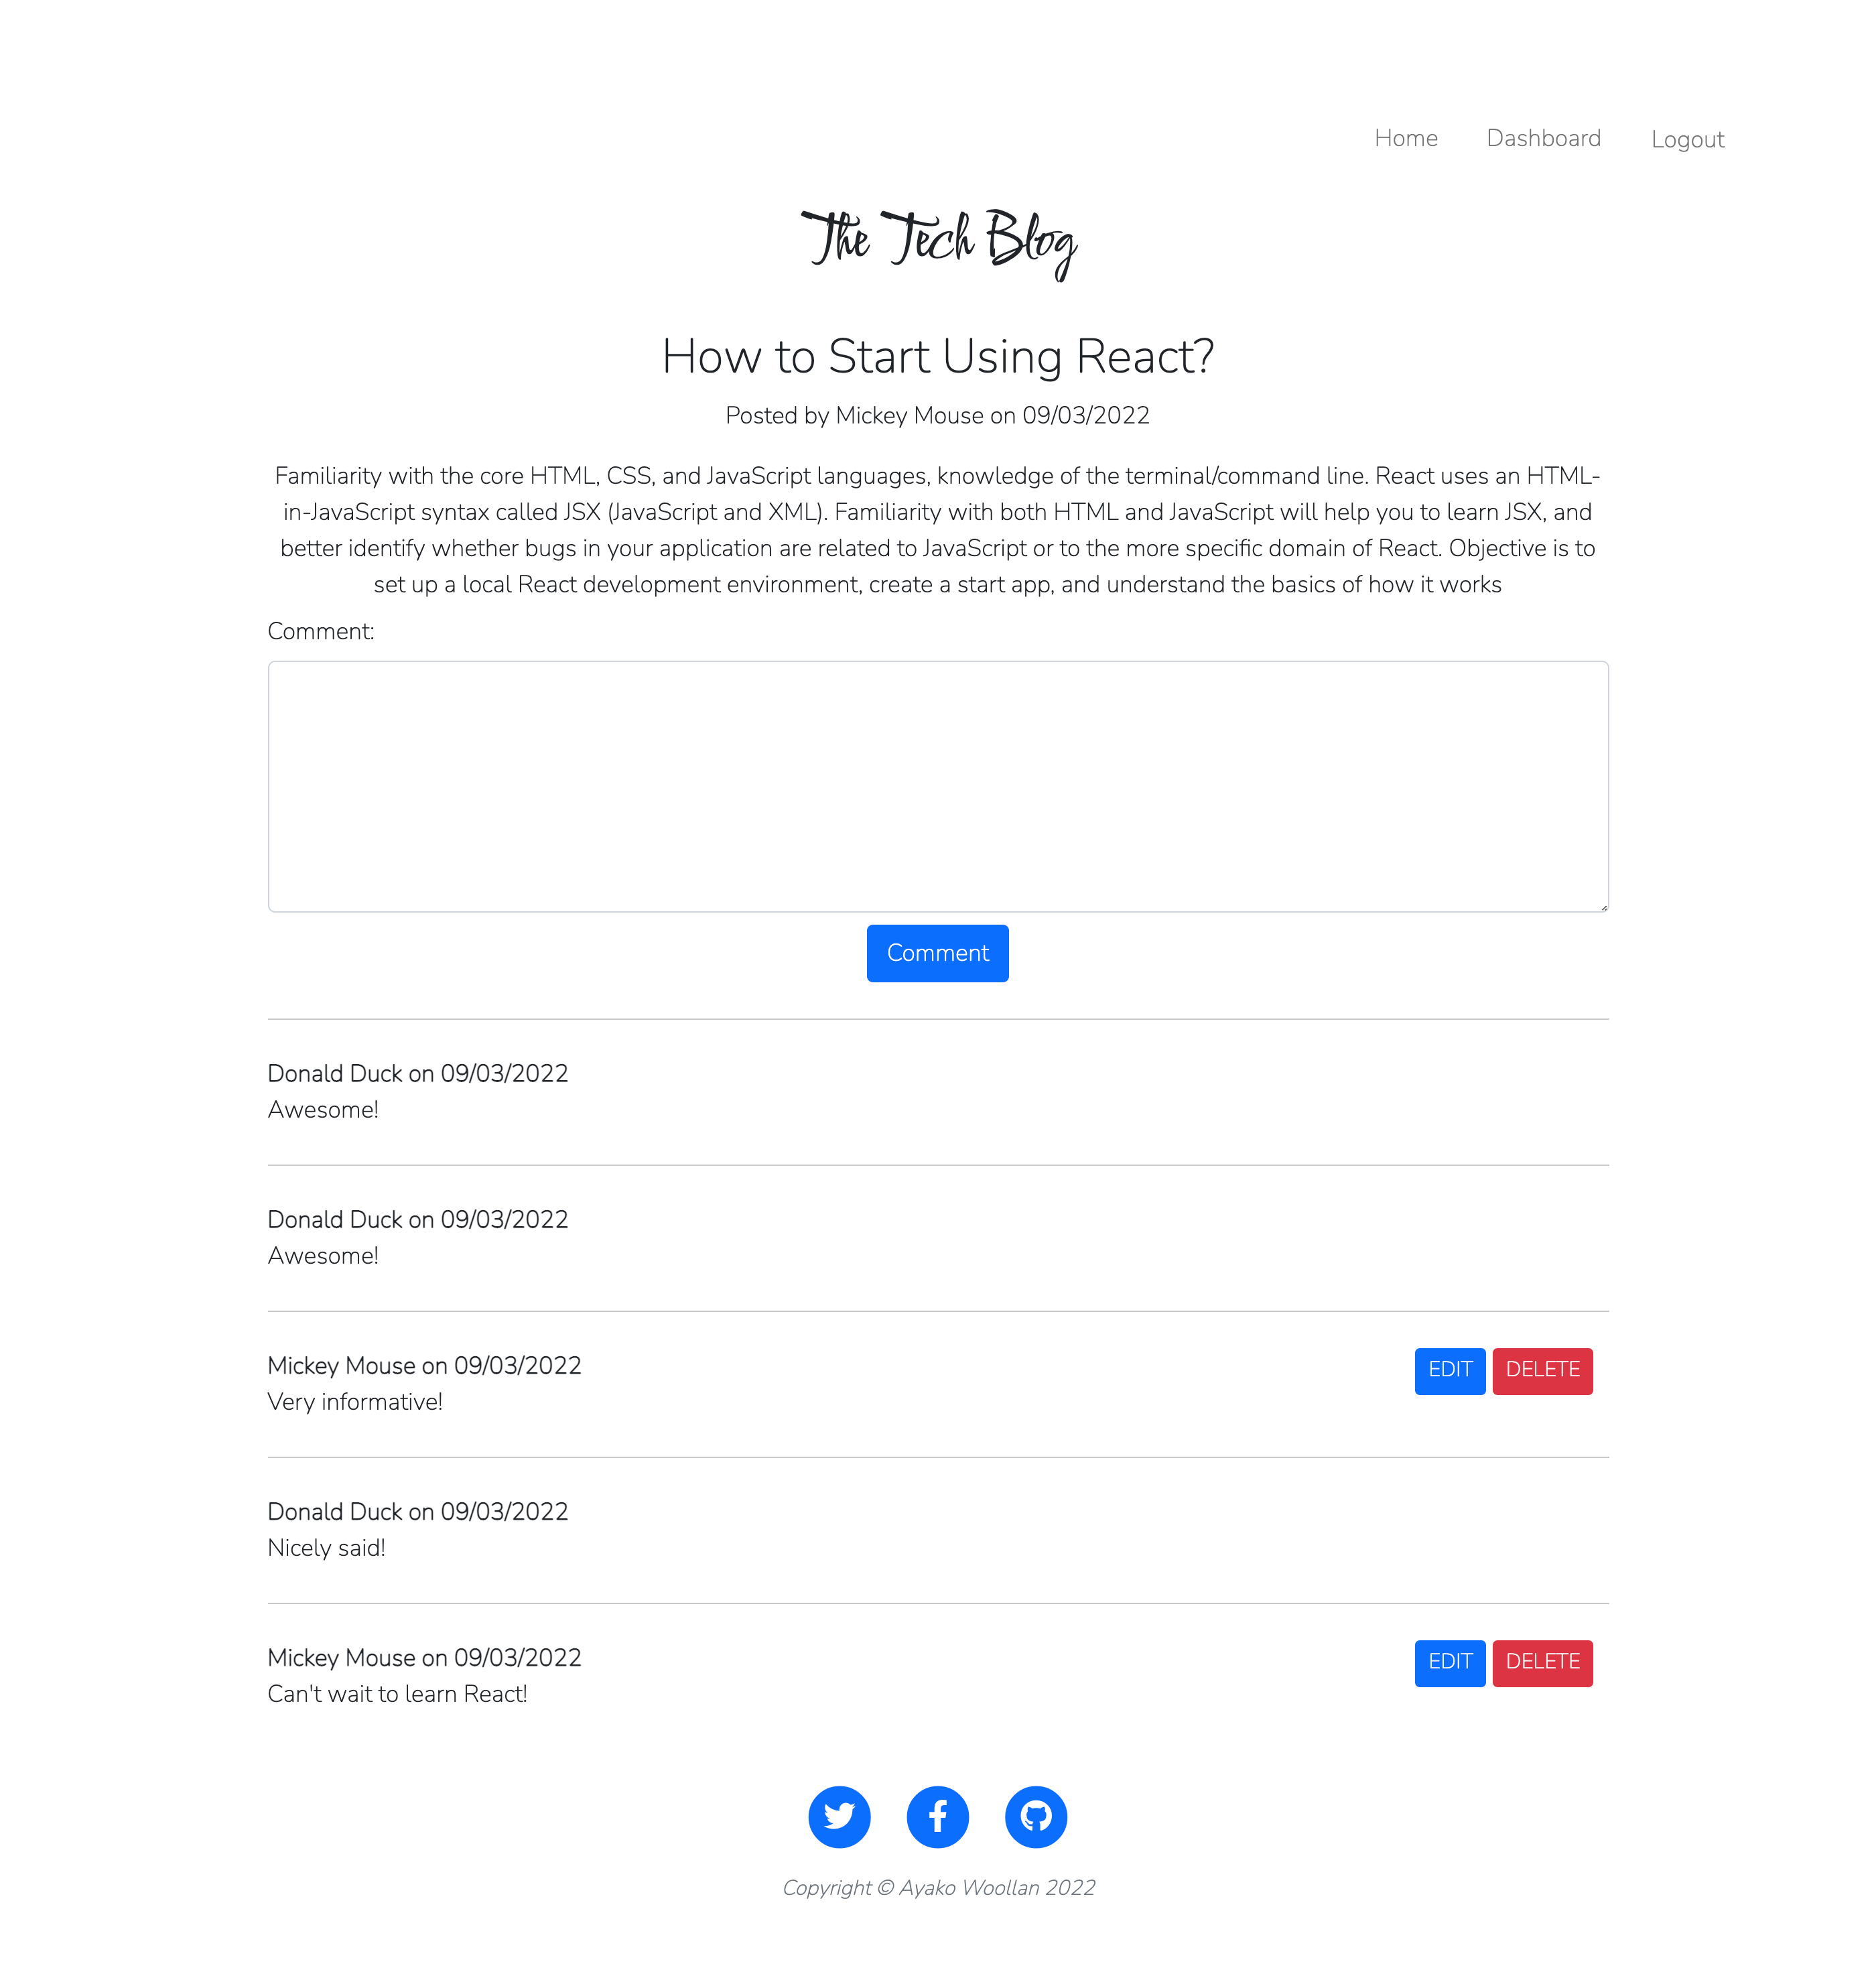 Home Dashboard Logout
The Tech Blog
How to Start Using React?
Posted by Mickey Mouse on 09/03/2022
Familiarity with the core HTML, CSS, and JavaScript languages, knowledge of the terminal/command line. React uses an HTML-
in-JavaScript syntax called JSX (JavaScript and XML). Familiarity with both HTML and JavaScript will help you to learn JSX, and
better identify whether bugs in your application are related to JavaScript or to the more specific domain of React. Objective is to
set up a local React development environment, create a start app, and understand the basics of how it works
Comment:
Comment
Donald Duck on 09/03/2022
Awesome!
Donald Duck on 09/03/2022
Awesome!
Mickey Mouse on 09/03/2022 EDIT DELETE
Very informative!
Donald Duck on 09/03/2022
Nicely said!
Mickey Mouse on 09/03/2022 EDIT DELETE
Can't wait to learn React!
Copyright © Ayako Woollan 2022